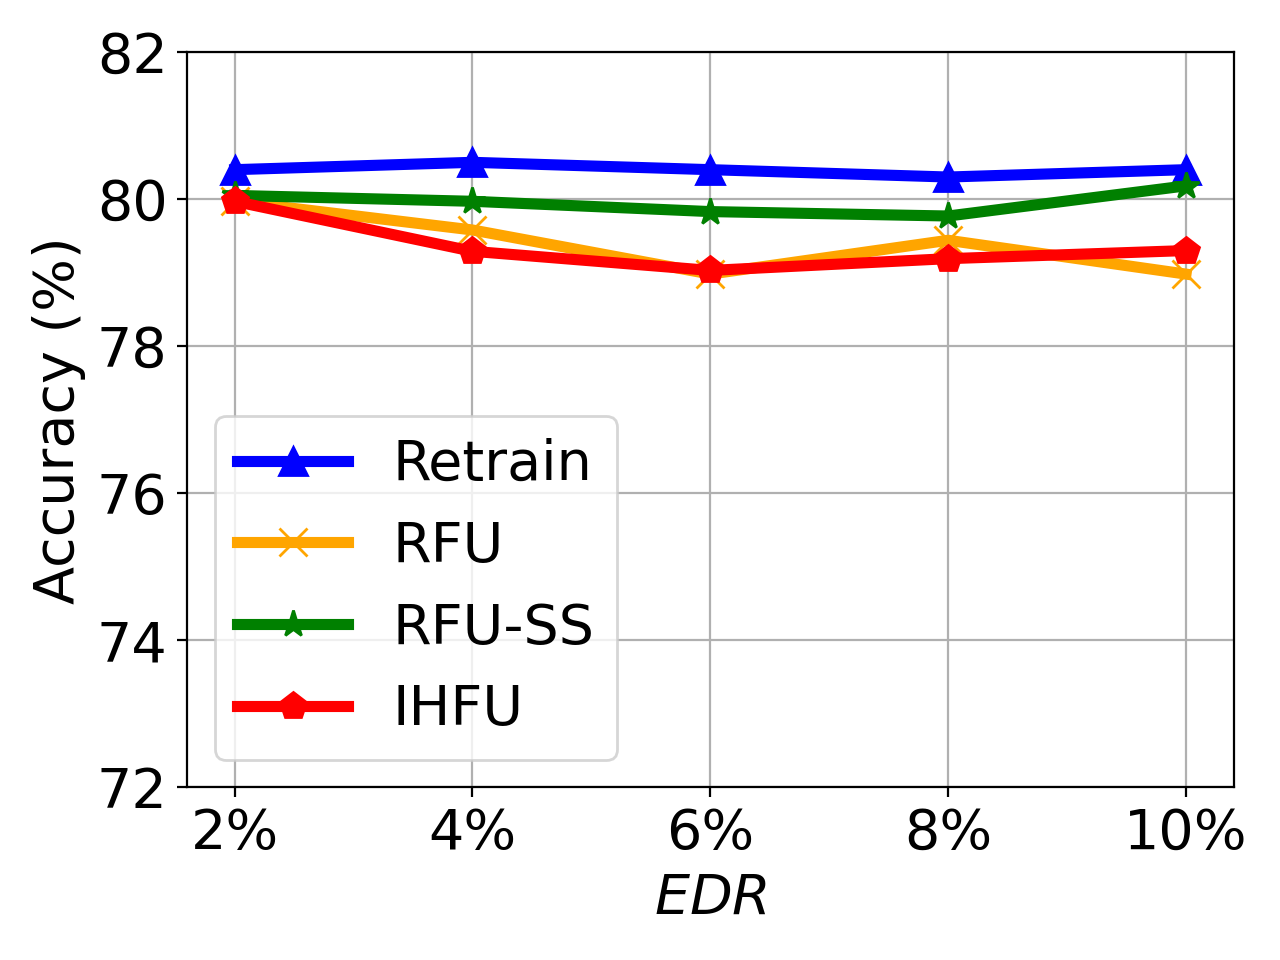 82
80
78
76
74
72
Accuracy (%)
Retrain
RFU
RFU-SS
IHFU
2% 4% 6% 8% 10%
EDR